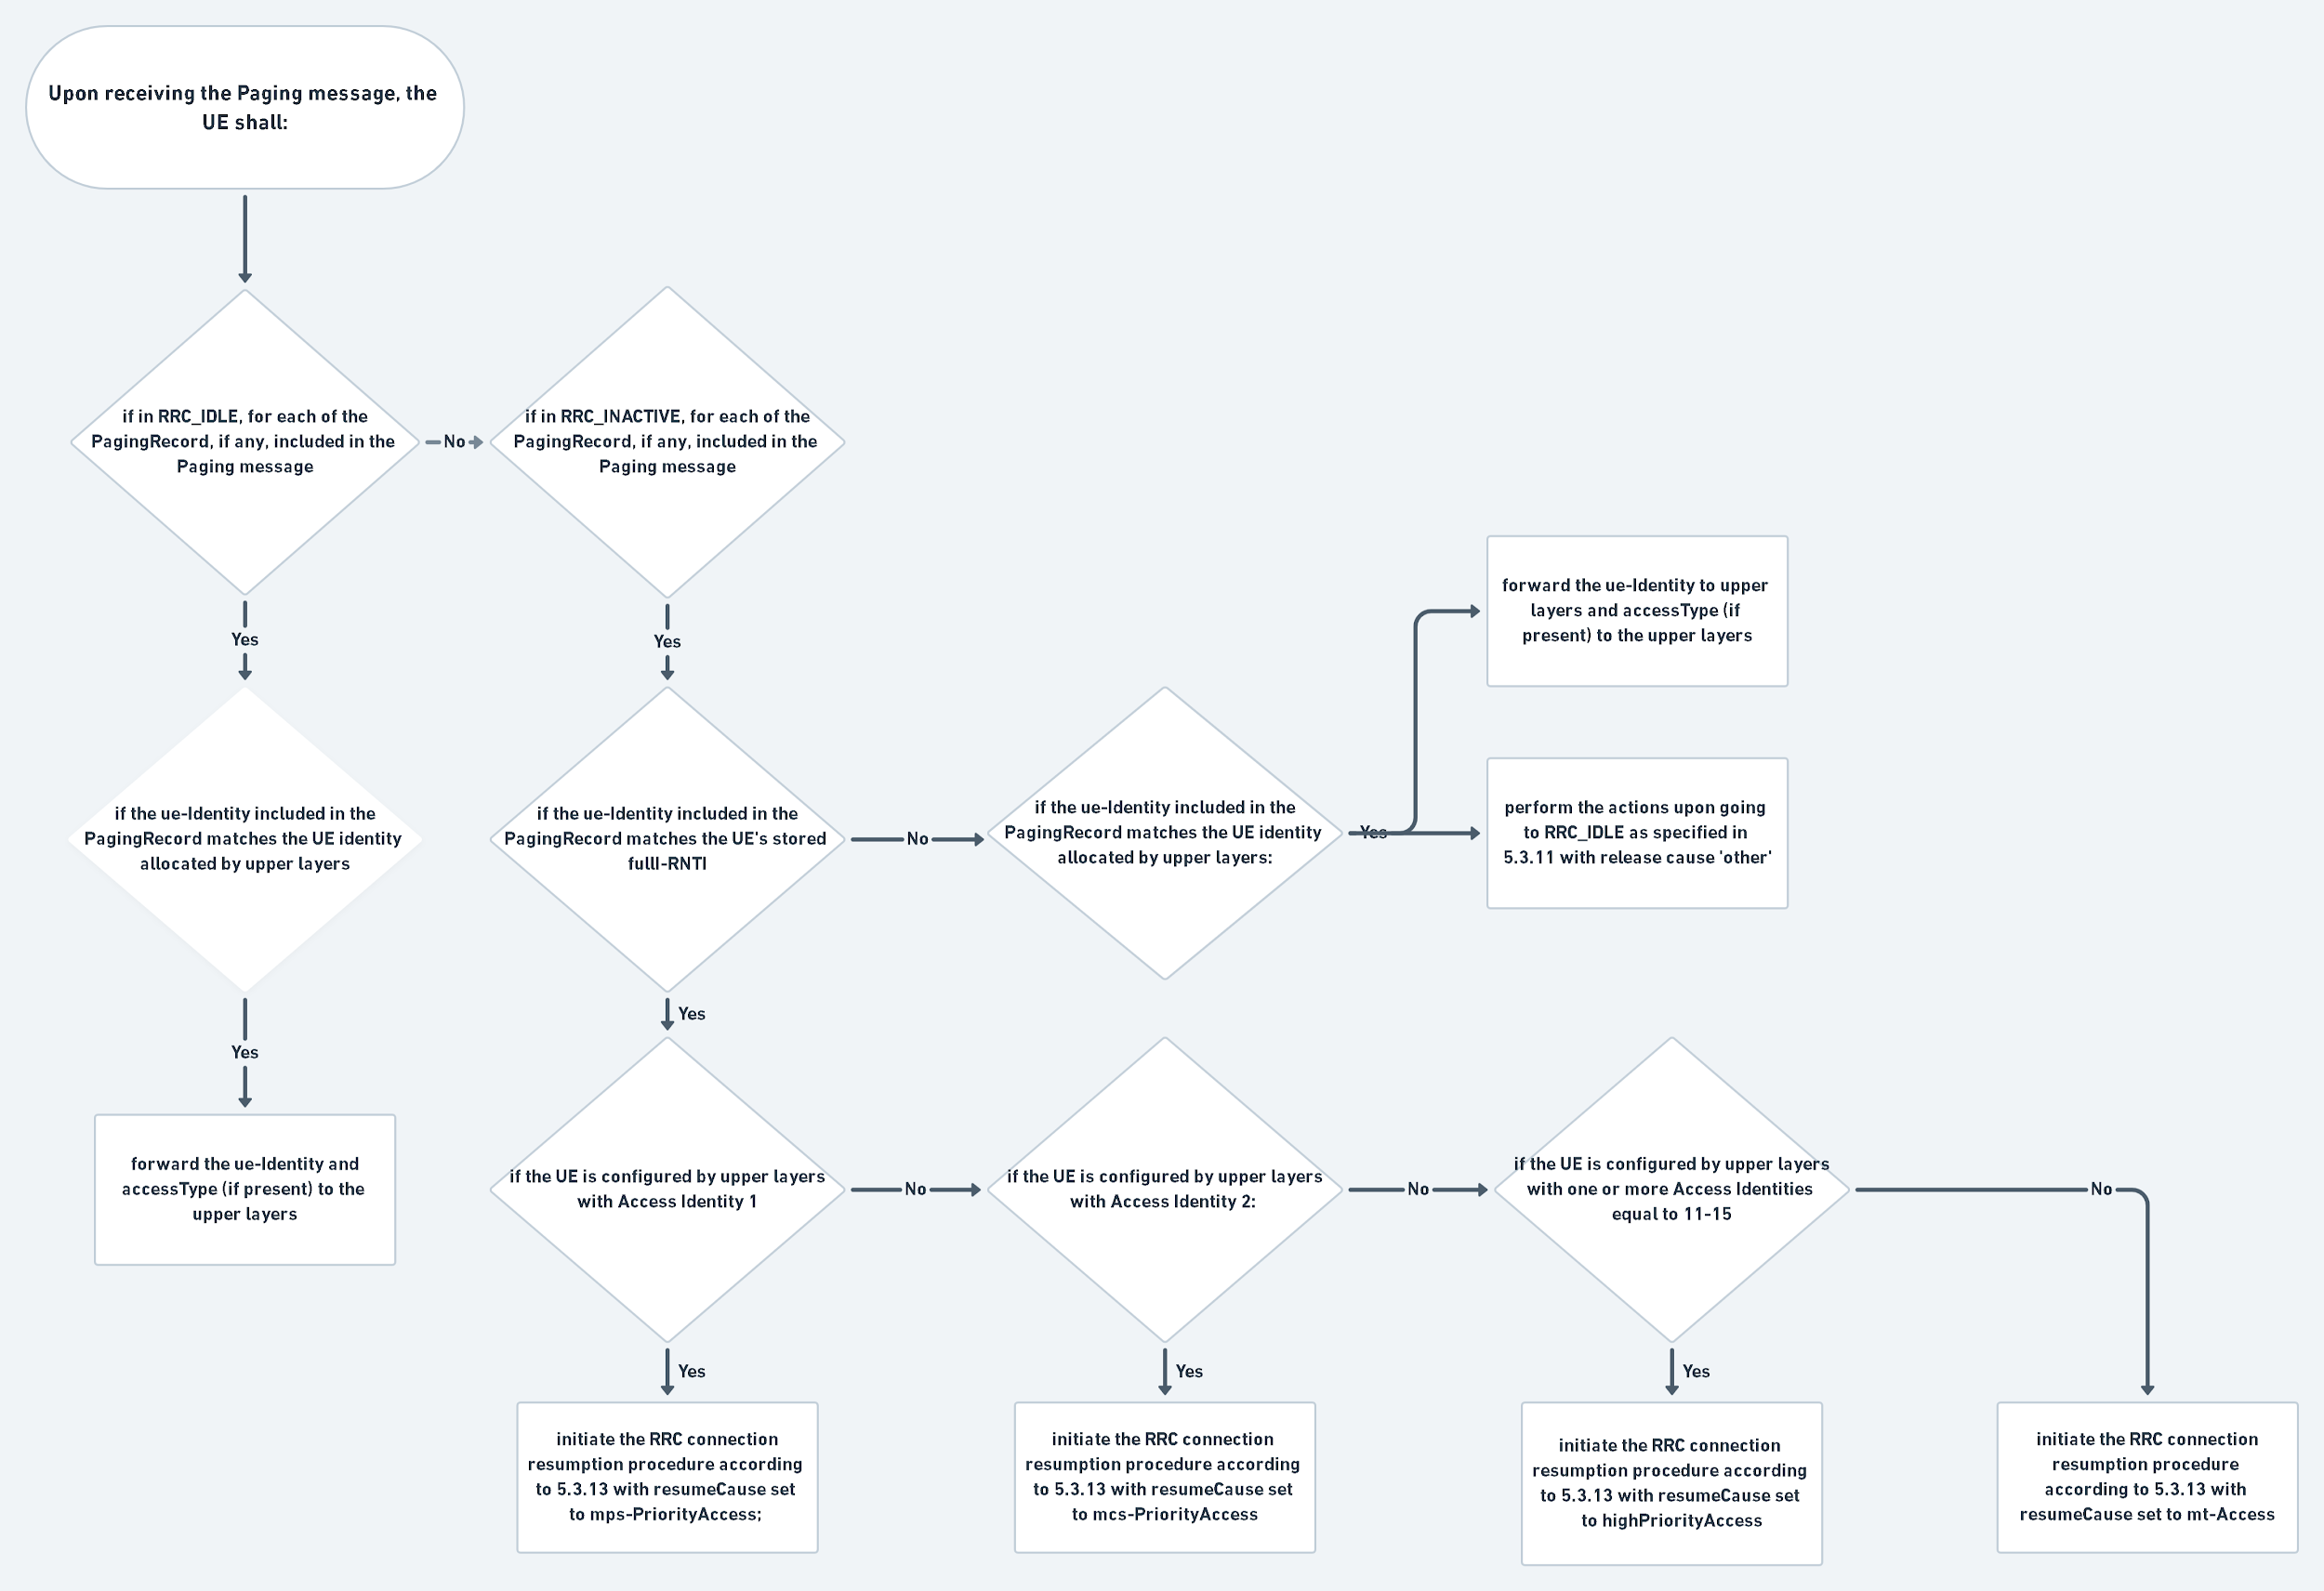 Upon receiving the Paging message, the
UE shall:
if in RRC_IDLE, for each of the
PagingRecord, if any, included in the
Paging message
No
if in RRC_INACTIVE, for each of the
PagingRecord, if any, included in the
Paging message
Yes
Yes
forward the ue-Identity to upper
layers and accessType (if
present) to the upper layers
if the ue-Identity included in the
PagingRecord matches the UE identity
allocated by upper layers
if the ue-Identity included in the
PagingRecord matches the UE's stored
fullI-RNTI
No
if the ue-Identity included in the
PagingRecord matches the UE identity
allocated by upper layers:
Yes
perform the actions upon going
to RRC_IDLE as specified in
5.3.11 with release cause 'other'
Yes
Yes
forward the ue-Identity and
accessType (if present) to the
upper layers
if the UE is configured by upper layers
with Access Identity 1
No
if the UE is configured by upper layers
with Access Identity 2:
No
if the UE is configured by upper layers
with one or more Access Identities
equal to 11-15
No
Yes
Yes
Yes
initiate the RRC connection
resumption procedure according
to 5.3.13 with resumeCause set
to mps-PriorityAccess;
initiate the RRC connection
resumption procedure according
to 5.3.13 with resumeCause set
to mcs-PriorityAccess
initiate the RRC connection
resumption procedure according
to 5.3.13 with resumeCause set
to highPriorityAccess
initiate the RRC connection
resumption procedure
according to 5.3.13 with
resumeCause set to mt-Access